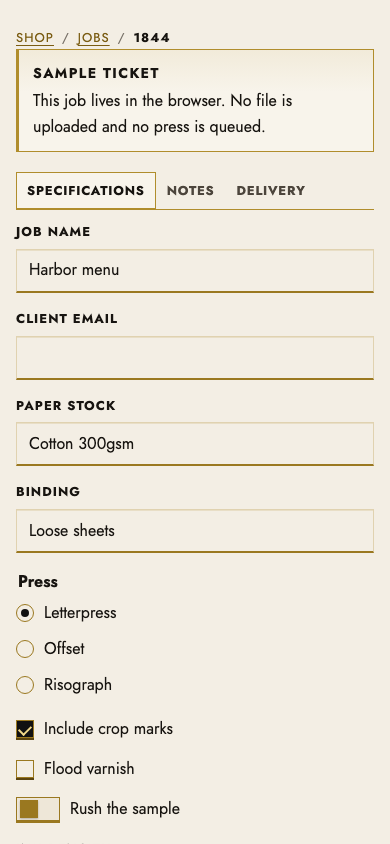 SHOP / JOBS / 1844
SAMPLE TICKET
This job lives in the browser. No file is
uploaded and no press is queued.
SPECIFICATIONS NOTES DELIVERY
JOB NAME
Harbor menu
CLIENT EMAIL
PAPER STOCK
Cotton 300gsm
BINDING
Loose sheets
Press
Letterpress
Offset
Risograph
Include crop marks
Flood varnish
Rush the sample